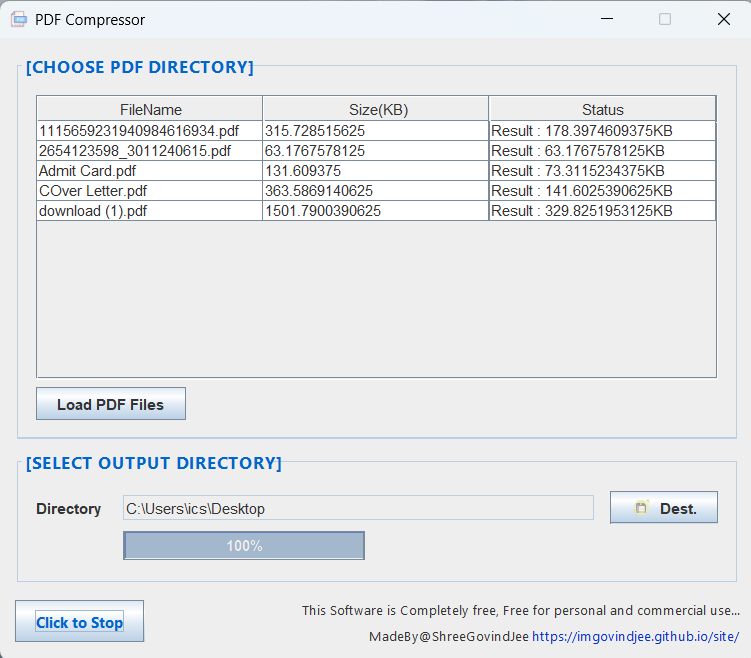 PDF Compressor
[CHOOSE PDF DIRECTORY]
FileName Size(KB) Status
1115659231940984616934.pdf 315.728515625 Result : 178.3974609375KB
2654123598_3011240615.pdf 63.1767578125 Result : 63.1767578125KB
Admit Card.pdf 131.609375 Result : 73.3115234375KB
COver Letter.pdf 363.5869140625 Result : 141.6025390625KB
download (1).pdf 1501.7900390625 Result : 329.8251953125KB
Load PDF Files
[SELECT OUTPUT DIRECTORY]
Directory C:\Users\ics\Desktop Dest.
100%
This Software is Completely free, Free for personal and commercial use...
Click to Stop
MadeBy@ShreeGovindJee https://imgovindjee.github.io/site/